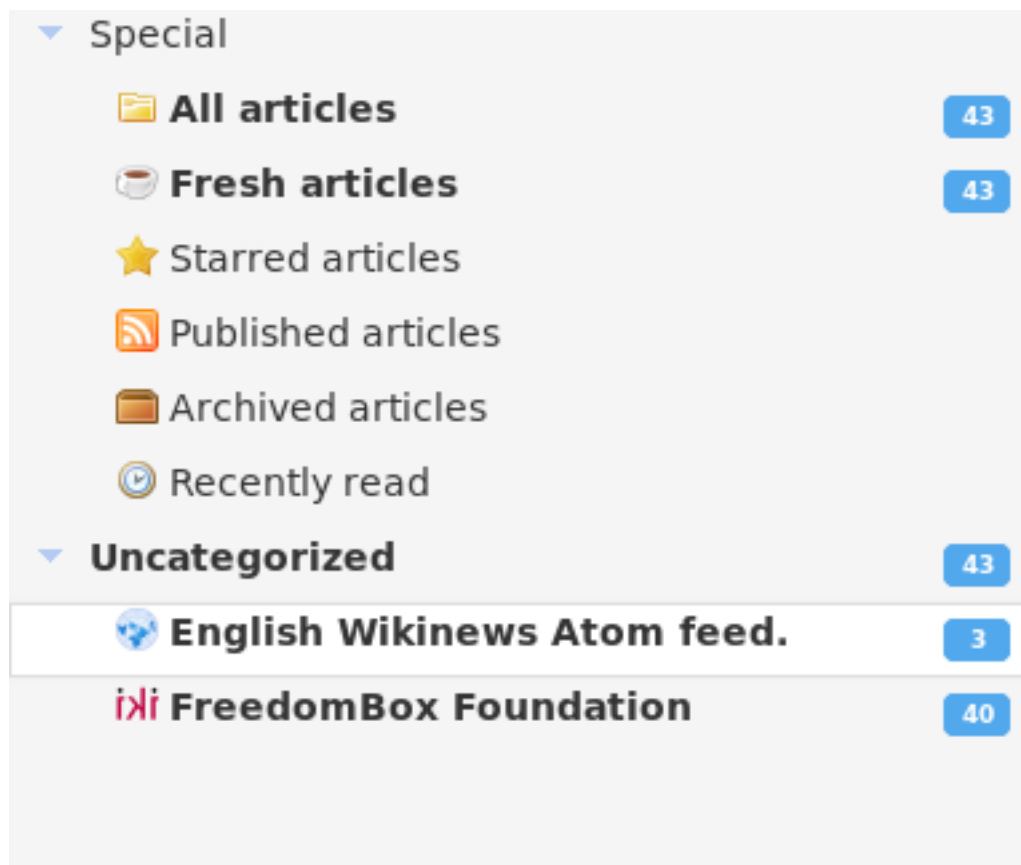 Special
All articles 43
Fresh articles 43
Starred articles
Published articles
Archived articles
Recently read
Uncategorized 43
English Wikinews Atom feed. 3
FreedomBox Foundation 40